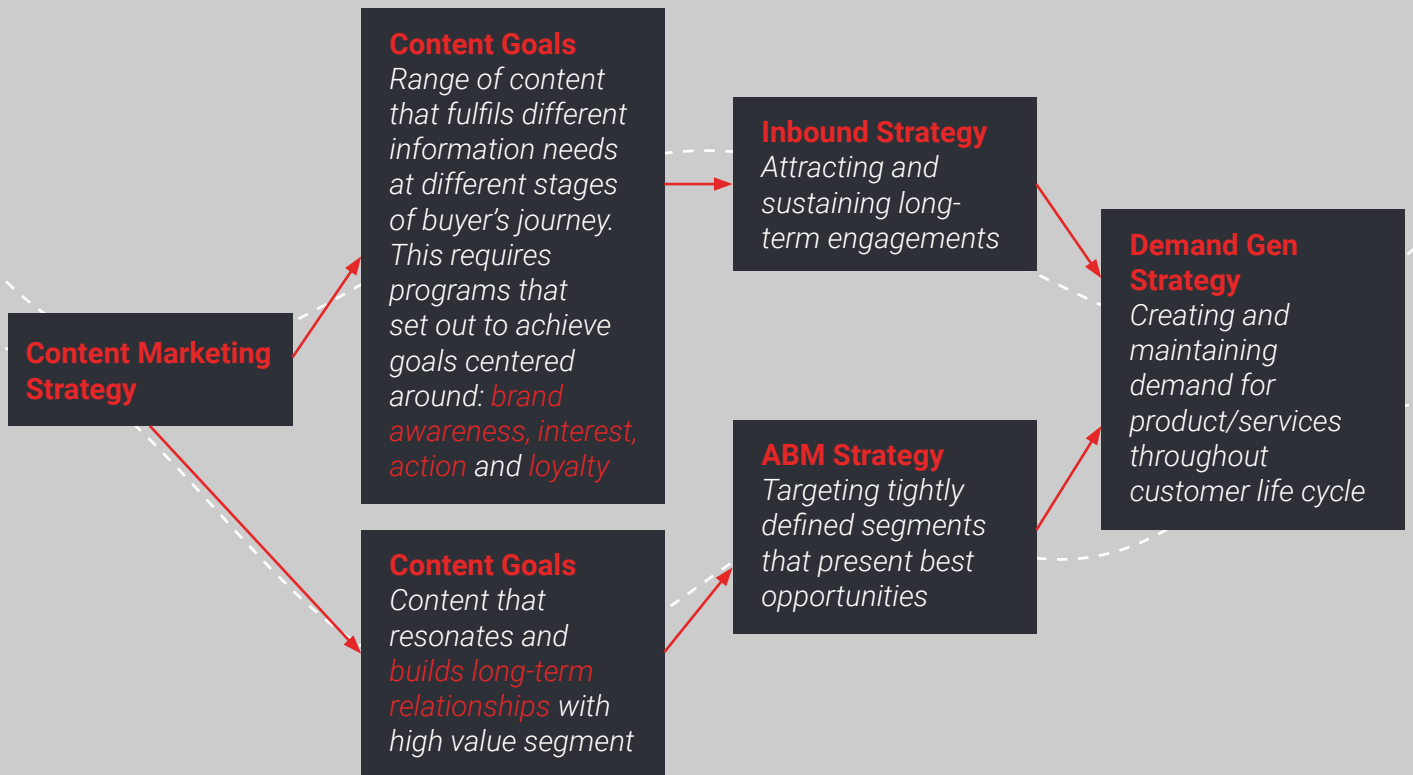 Content Marketing
Strategy
Content Goals
Range of content
that fulfils different
information needs
at different stages
of buyer’s journey.
This requires
programs that
set out to achieve
goals centered
around: brand
awareness, interest,
action and loyalty
Content Goals
Content that
resonates and
builds long-term
relationships with
high value segment
Inbound Strategy
Attracting and
sustaining long-
term engagements
ABM Strategy
Targeting tightly
defined segments
that present best
opportunities
Demand Gen
Strategy
Creating and
maintaining
demand for
product/services
throughout
customer life cycle